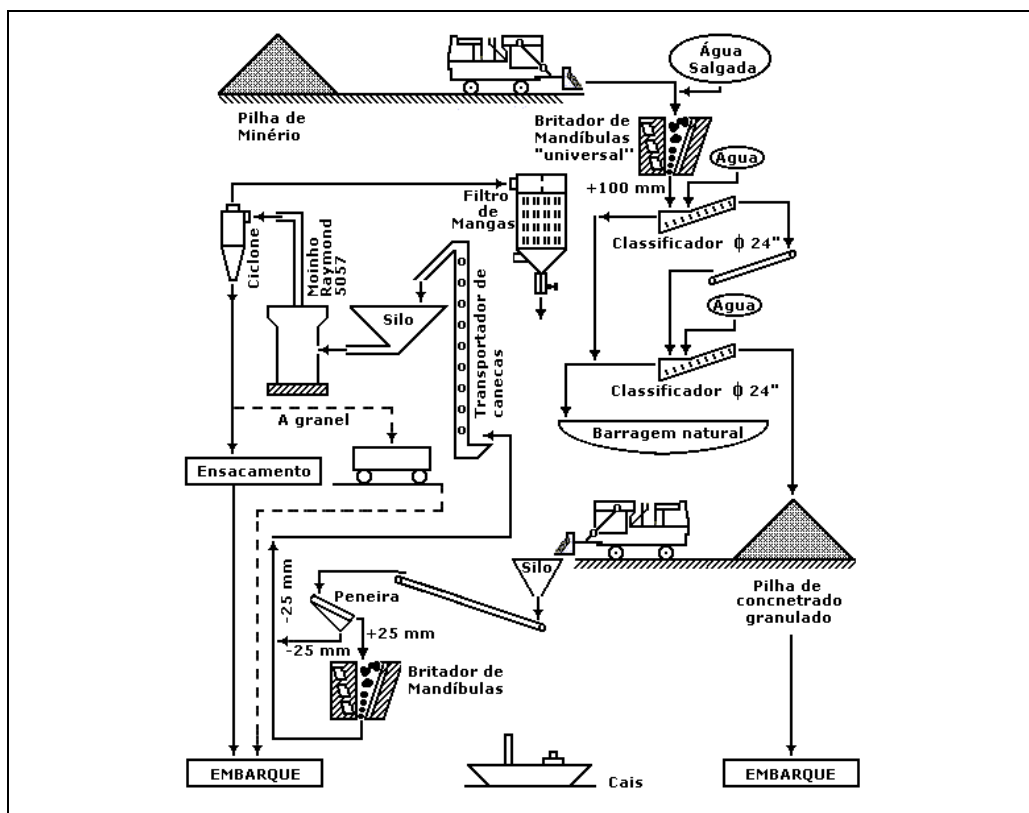 Água
Salgada
Pilha de
Minério
Britador de
Mandíbulas
"universal"
Água
+100 mm
Filtro
de
Mangas
Classificador ϕ 24"
Ciclone
Moinho
Raymond
5057
Silo
Transportador de
canecas
Água
Classificador ϕ 24"
A granel
Barragem natural
Ensacamento
Silo
-25 mm
Peneira
+25 mm
-25 mm
Pilha de
concnetrado
granulado
Britador de
Mandíbulas
EMBARQUE
Cais
EMBARQUE